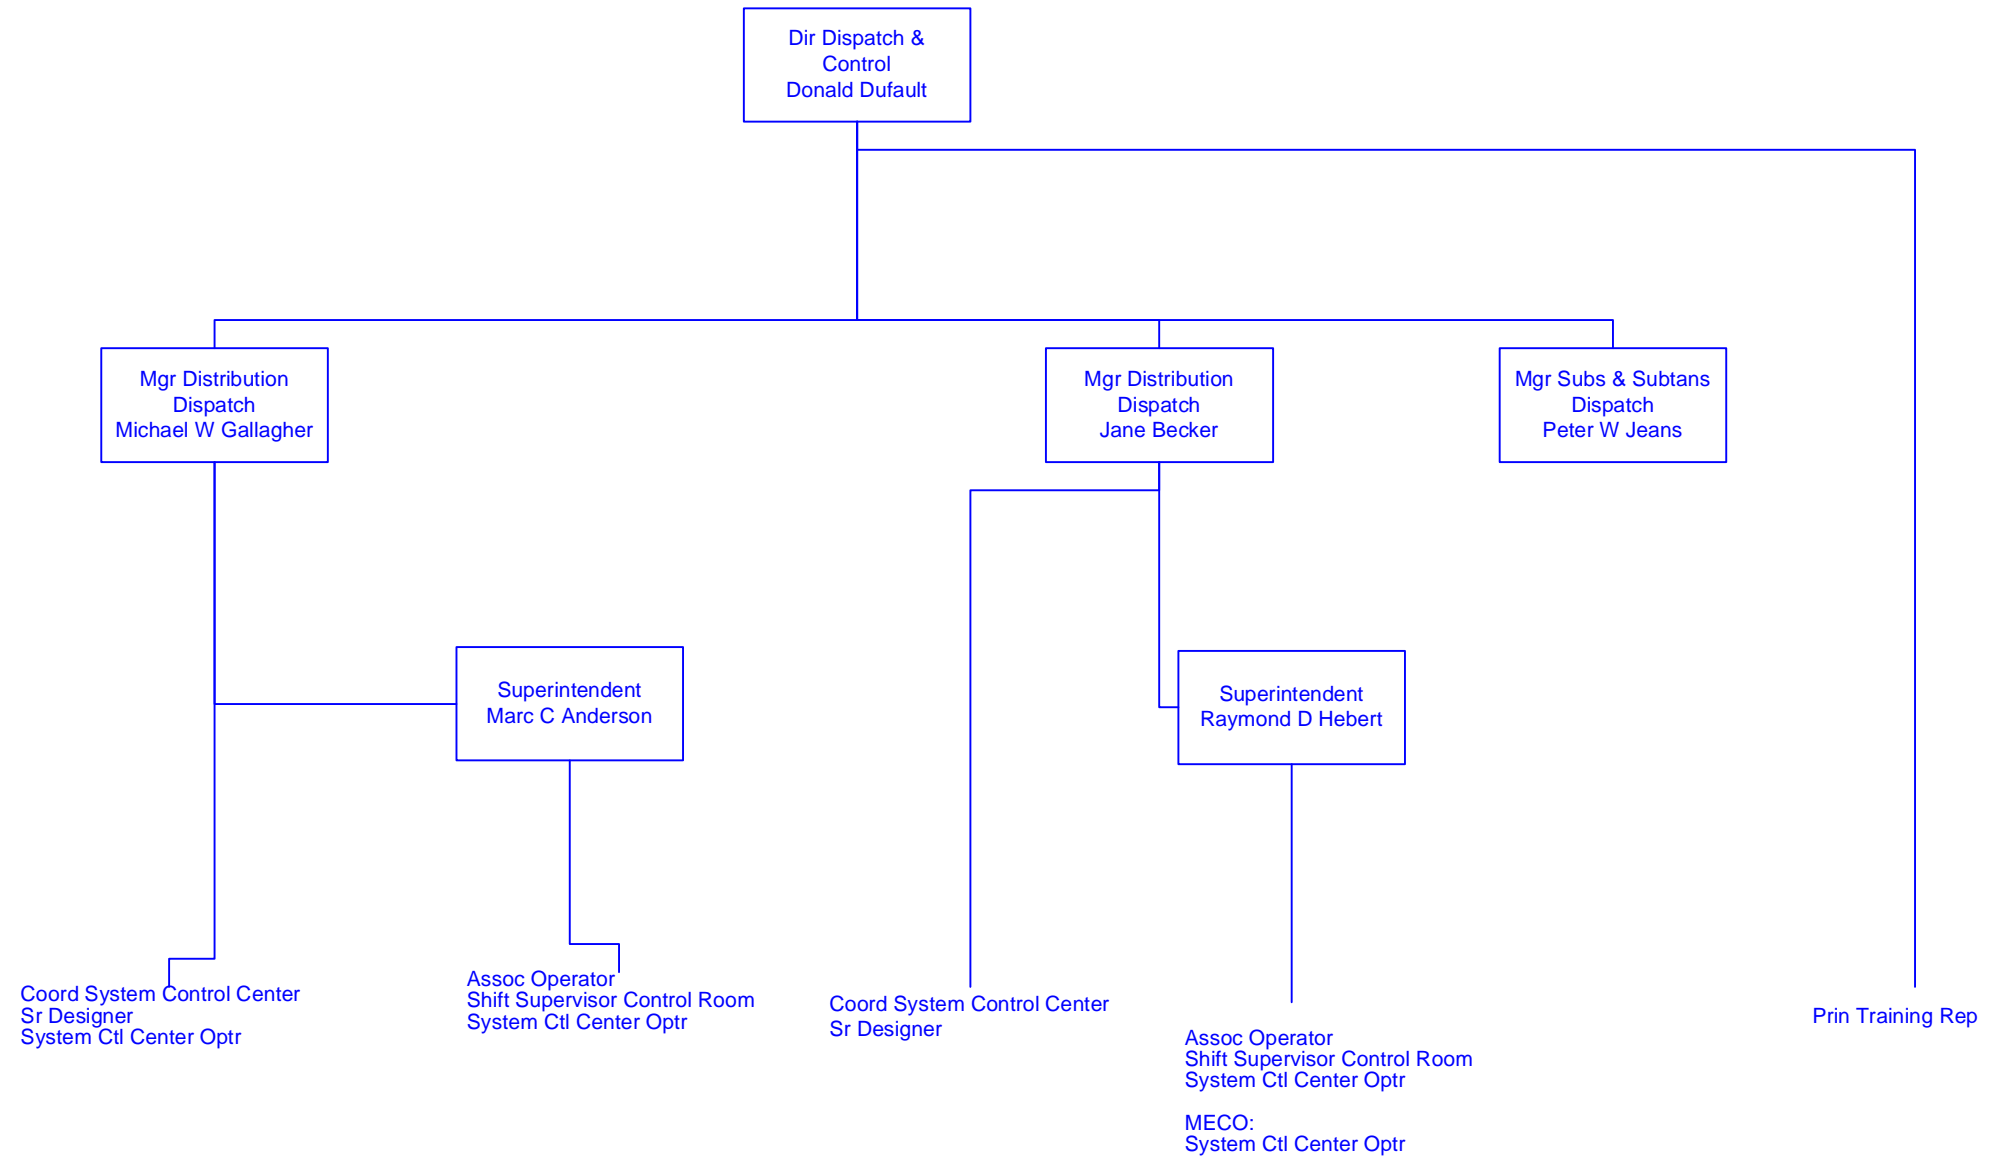 Dir Dispatch &
Control
Donald Dufault
Mgr Distribution
Dispatch
Michael W Gallagher
Mgr Distribution
Dispatch
Jane Becker
Mgr Subs & Subtans
Dispatch
Peter W Jeans
Superintendent
Marc C Anderson
Superintendent
Raymond D Hebert
Coord System Control Center
Sr Designer
System Ctl Center Optr
Assoc Operator
Shift Supervisor Control Room
System Ctl Center Optr
Coord System Control Center
Sr Designer
Assoc Operator
Shift Supervisor Control Room
System Ctl Center Optr
MECO:
System Ctl Center Optr
Prin Training Rep